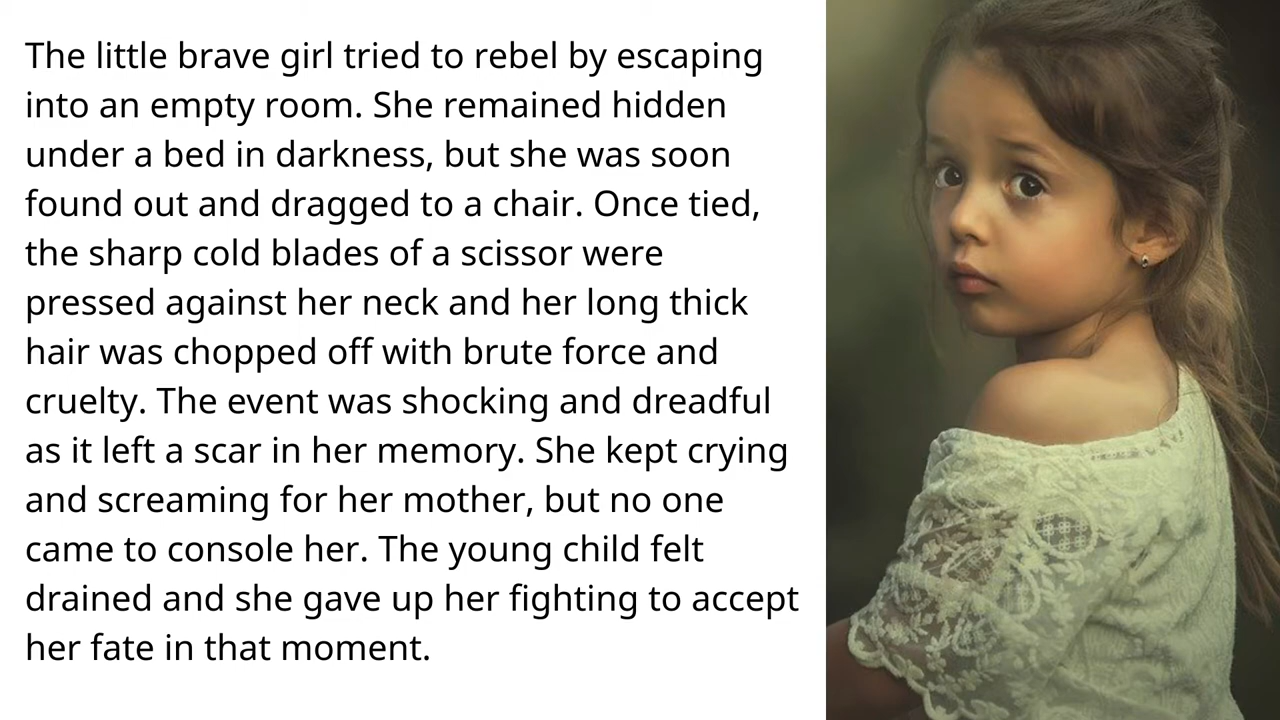 The little brave girl tried to rebel by escaping
into an empty room. She remained hidden
under a bed in darkness, but she was soon
found out and dragged to a chair. Once tied,
the sharp cold blades of a scissor were
pressed against her neck and her long thick
hair was chopped off with brute force and
cruelty. The event was shocking and dreadful
as it left a scar in her memory. She kept crying
and screaming for her mother, but no one
came to console her. The young child felt
drained and she gave up her fighting to accept
her fate in that moment.